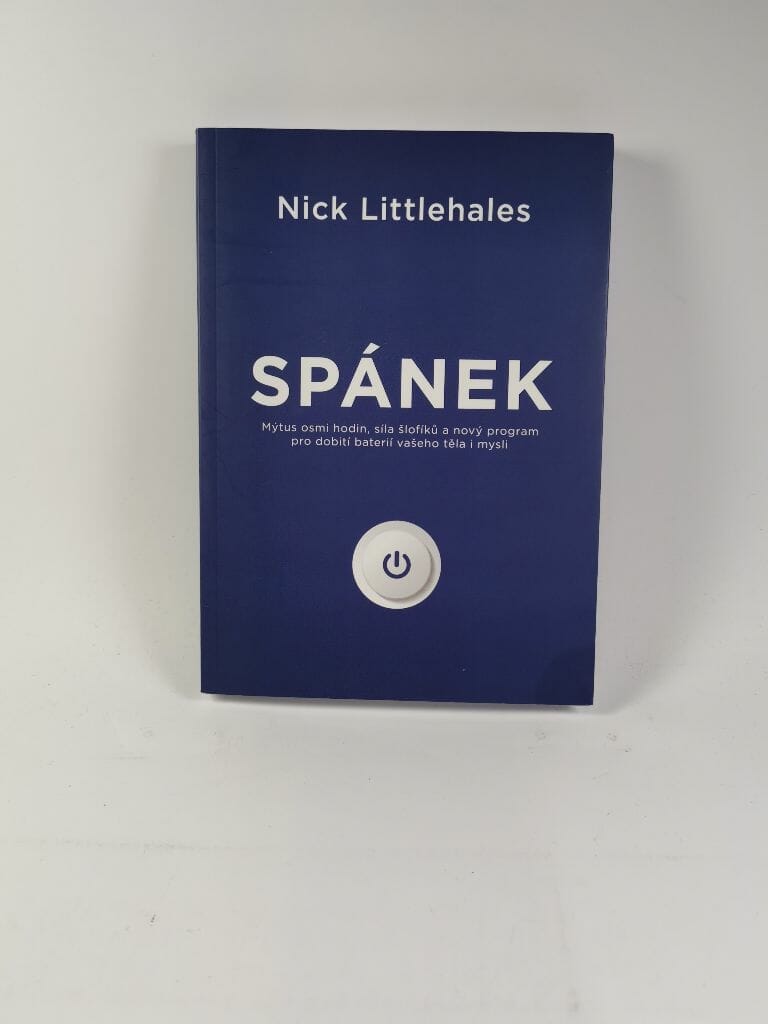 Nick Littlehales
SPÁNEK
Mýtus osmi hodin, síla šlofíků a nový program
pro dobití baterií vašeho těla i mysli